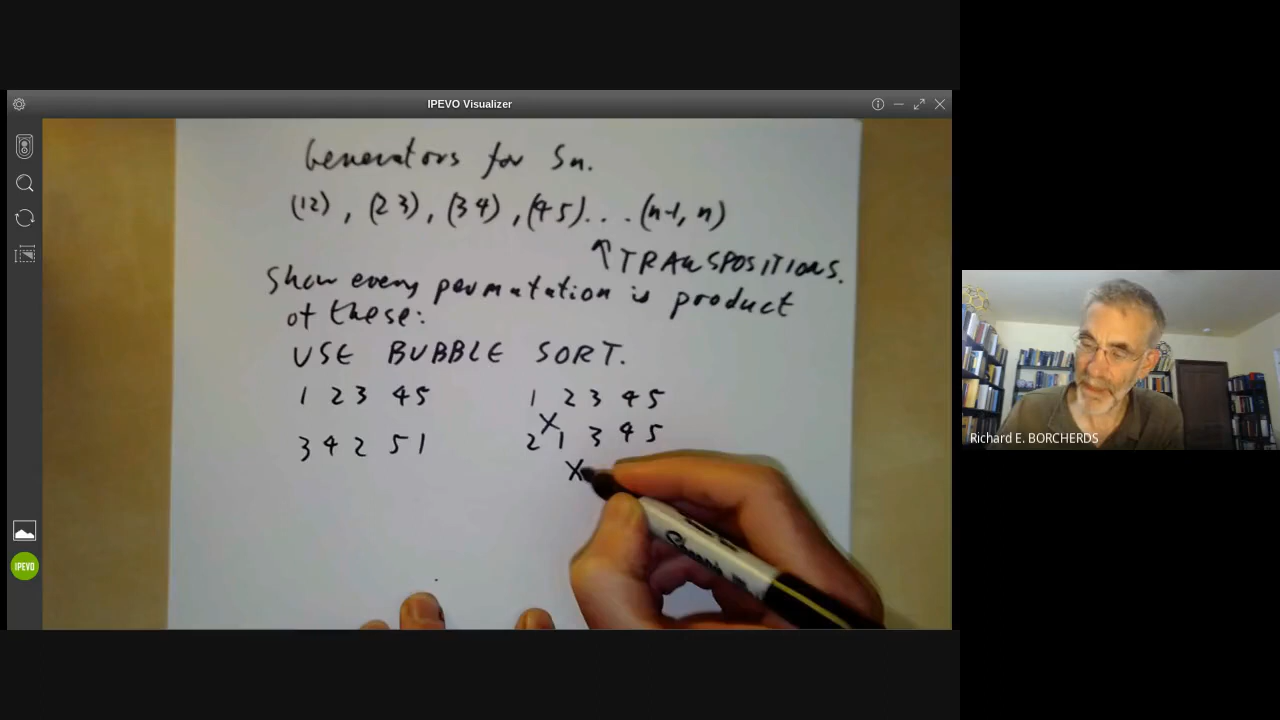 IPEVO Visualizer
Generators for Sn.
(12), (23), (34), (45)... (n-1, n)
↑ TRANSPOSITIONS.
Show every permutation is product
of these:
USE BUBBLE SORT.
1 2 3 4 5 1 2 3 4 5
3 4 2 5 1 2 1 3 4 5
Richard E. BORCHERDS
IPEVO